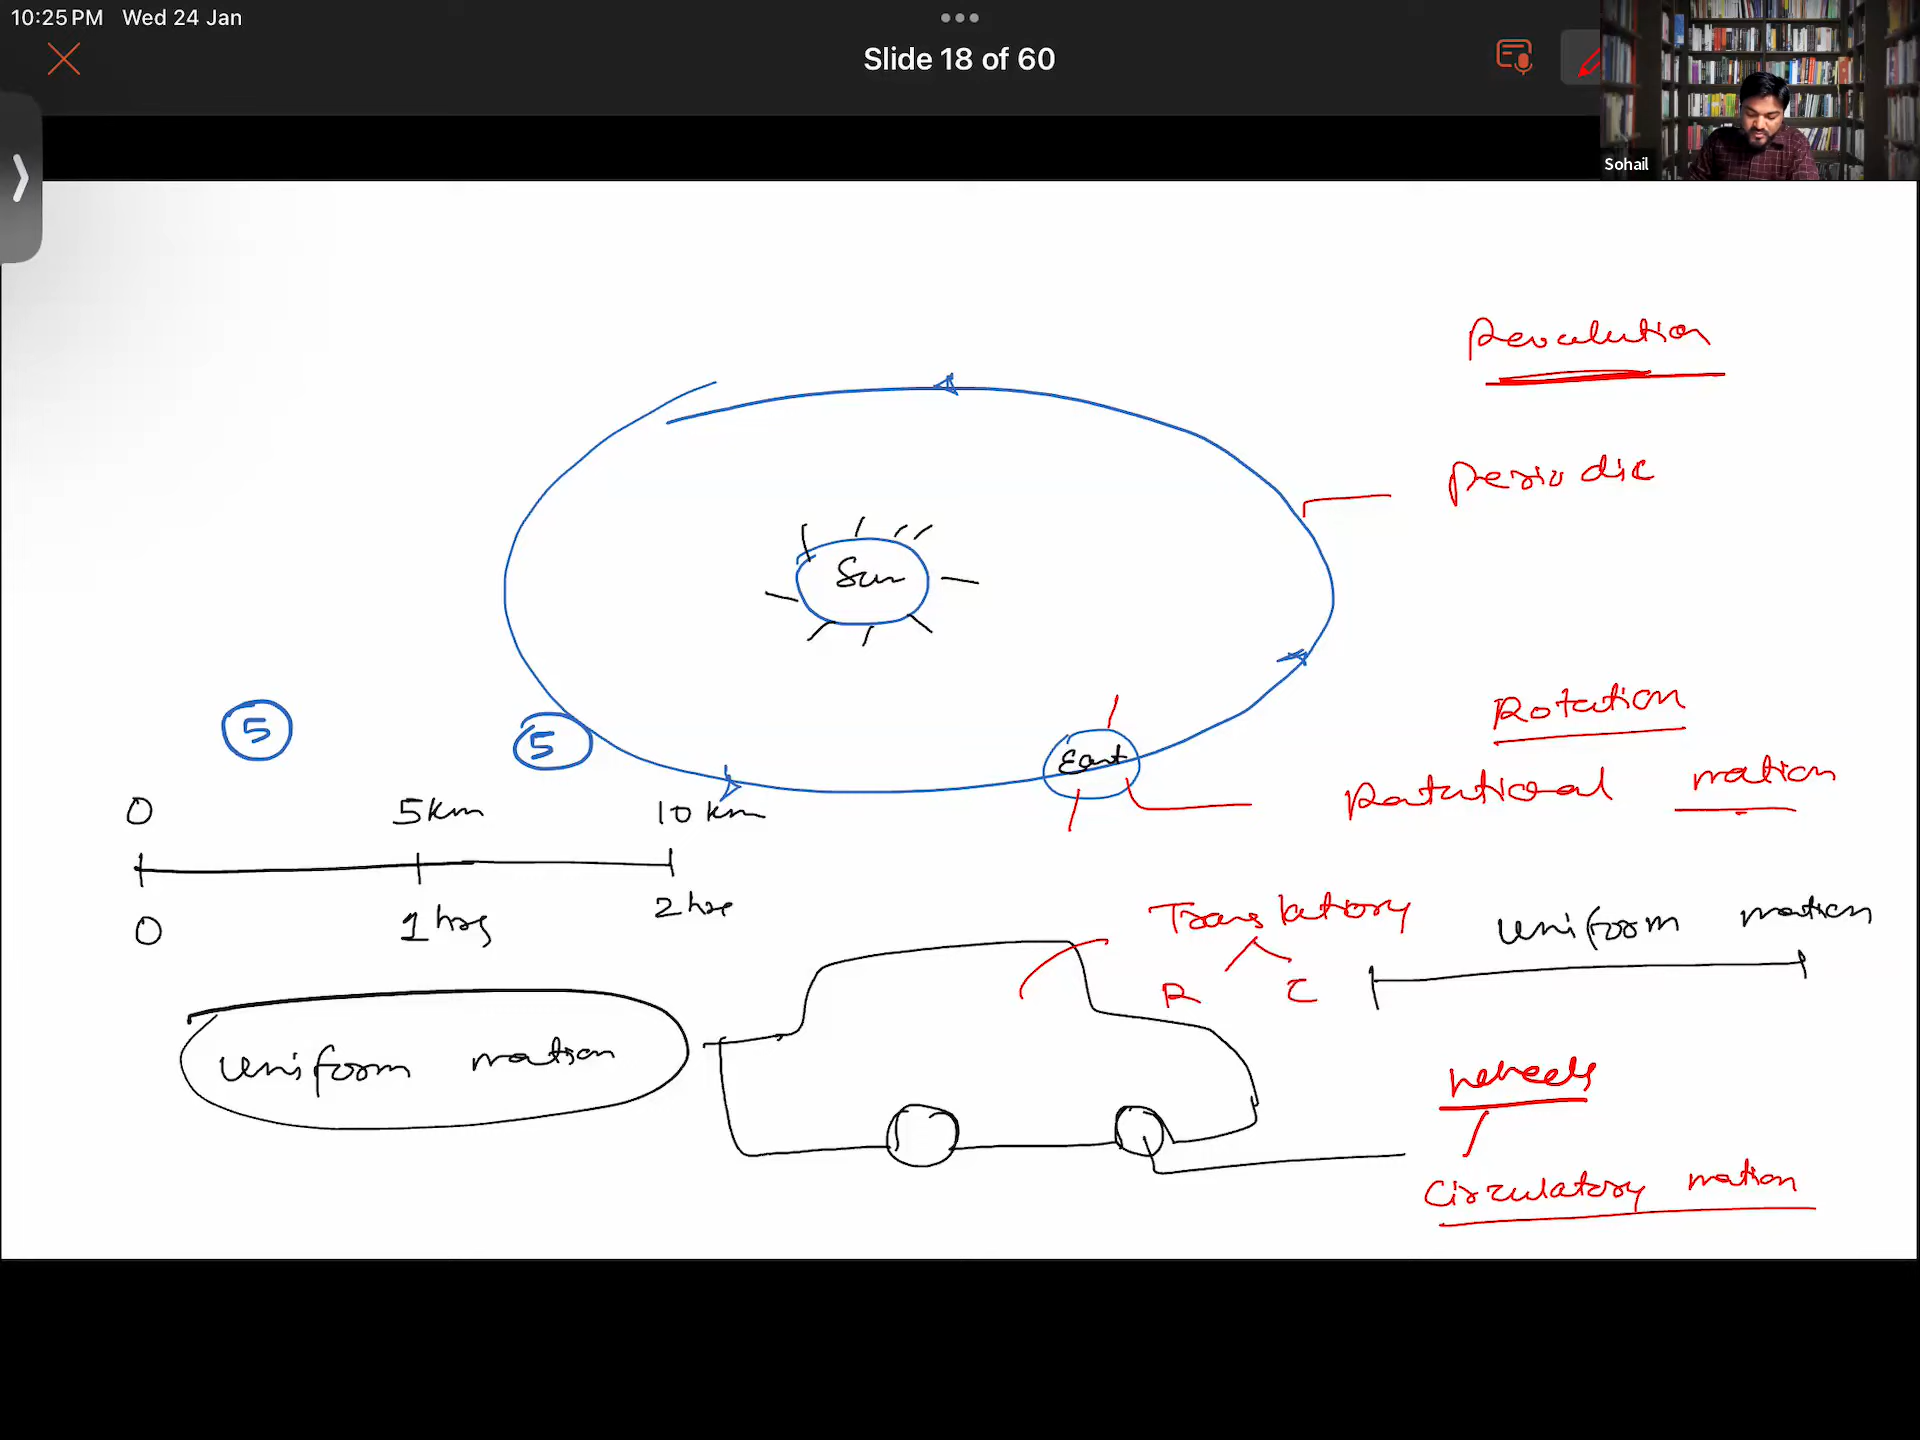 10:25 PM Wed 24 Jan
Slide 18 of 60
Sohail
Revolution
Periodic
Sun
5
5
Eart
Rotation
Rotational motion
0 5km 10 km
0 1 hrs 2 hrs
Translatory
R C
uniform motion
uniform motion
wheels
Circulatory motion